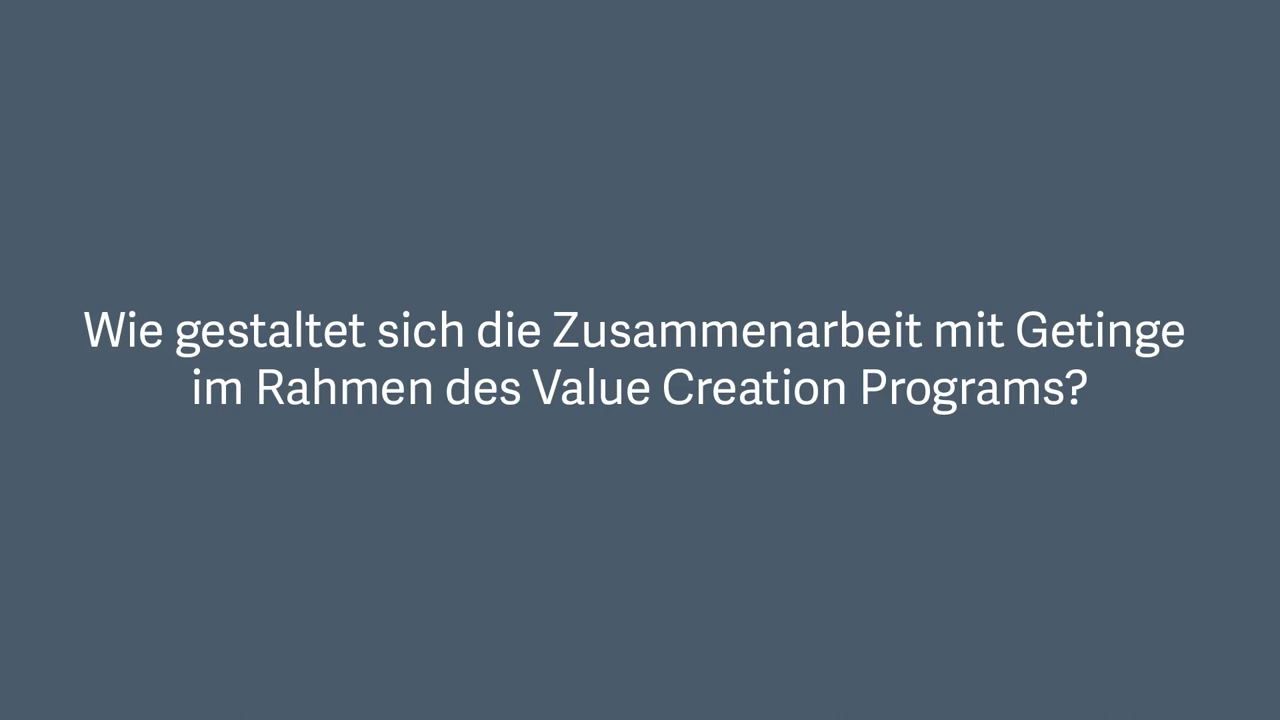 Wie gestaltet sich die Zusammenarbeit mit Getinge
im Rahmen des Value Creation Programs?